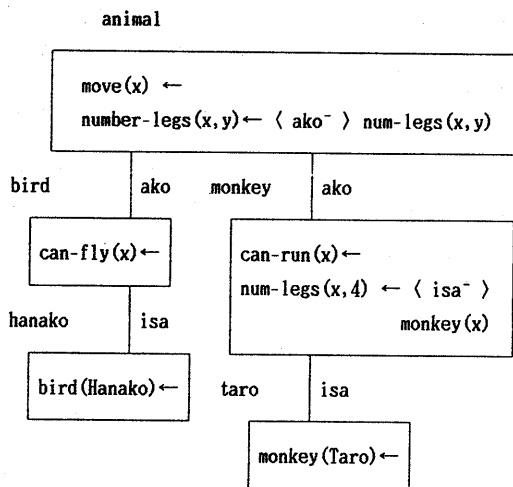 animal
move(x) ←
number-legs(x,y)← ⟨ ako⁻ ⟩ num-legs(x,y)
bird ako monkey ako
can-fly(x)←
can-run(x)←
num-legs(x,4) ← ⟨ isa⁻ ⟩
monkey(x)
hanako isa
bird(Hanako)←
taro isa
monkey(Taro)←